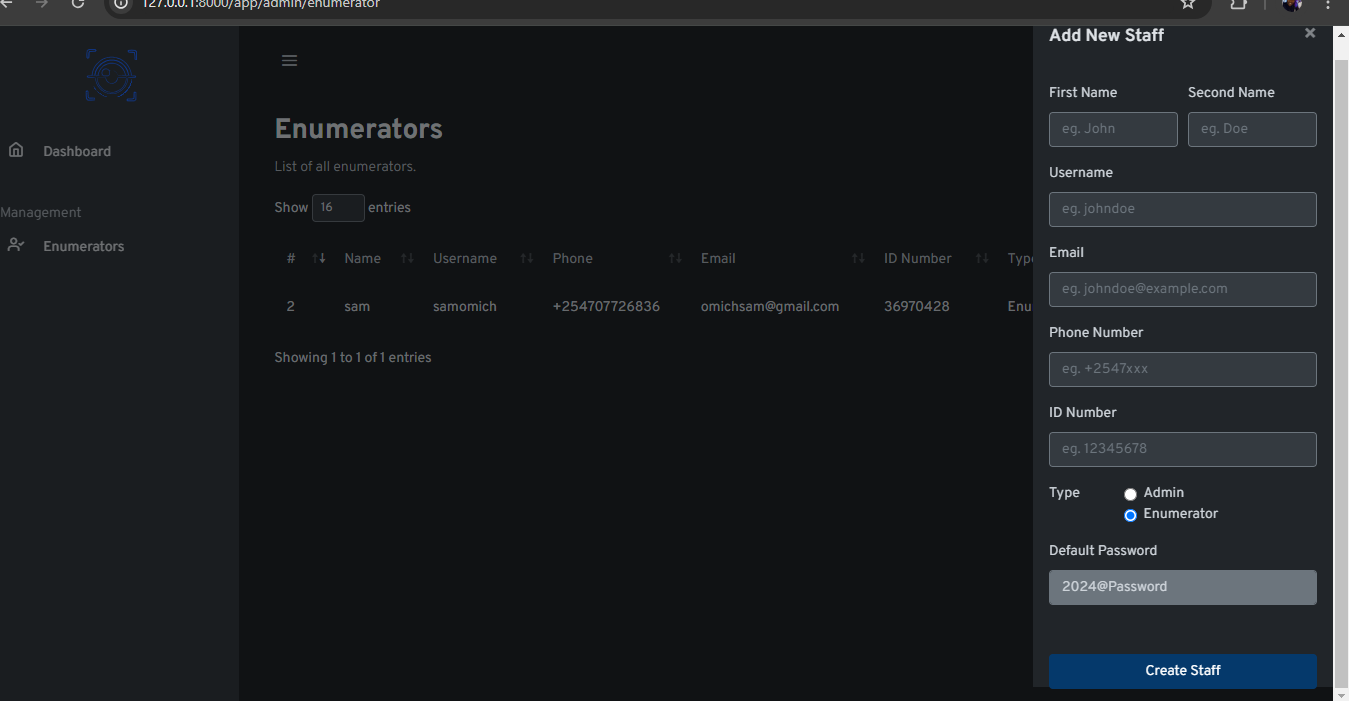 127.0.0.1:8000/app/admin/enumerator
Dashboard
Management
Enumerators
Enumerators
List of all enumerators.
Show 16 entries
# Name Username Phone Email ID Number Type
2 sam samomich +254707726836 omichsam@gmail.com 36970428 Enu
Showing 1 to 1 of 1 entries
Add New Staff ×
First Name Second Name
eg. John eg. Doe
Username
eg. johndoe
Email
eg. johndoe@example.com
Phone Number
eg. +2547xxx
ID Number
eg. 12345678
Type Admin
Enumerator
Default Password
2024@Password
Create Staff